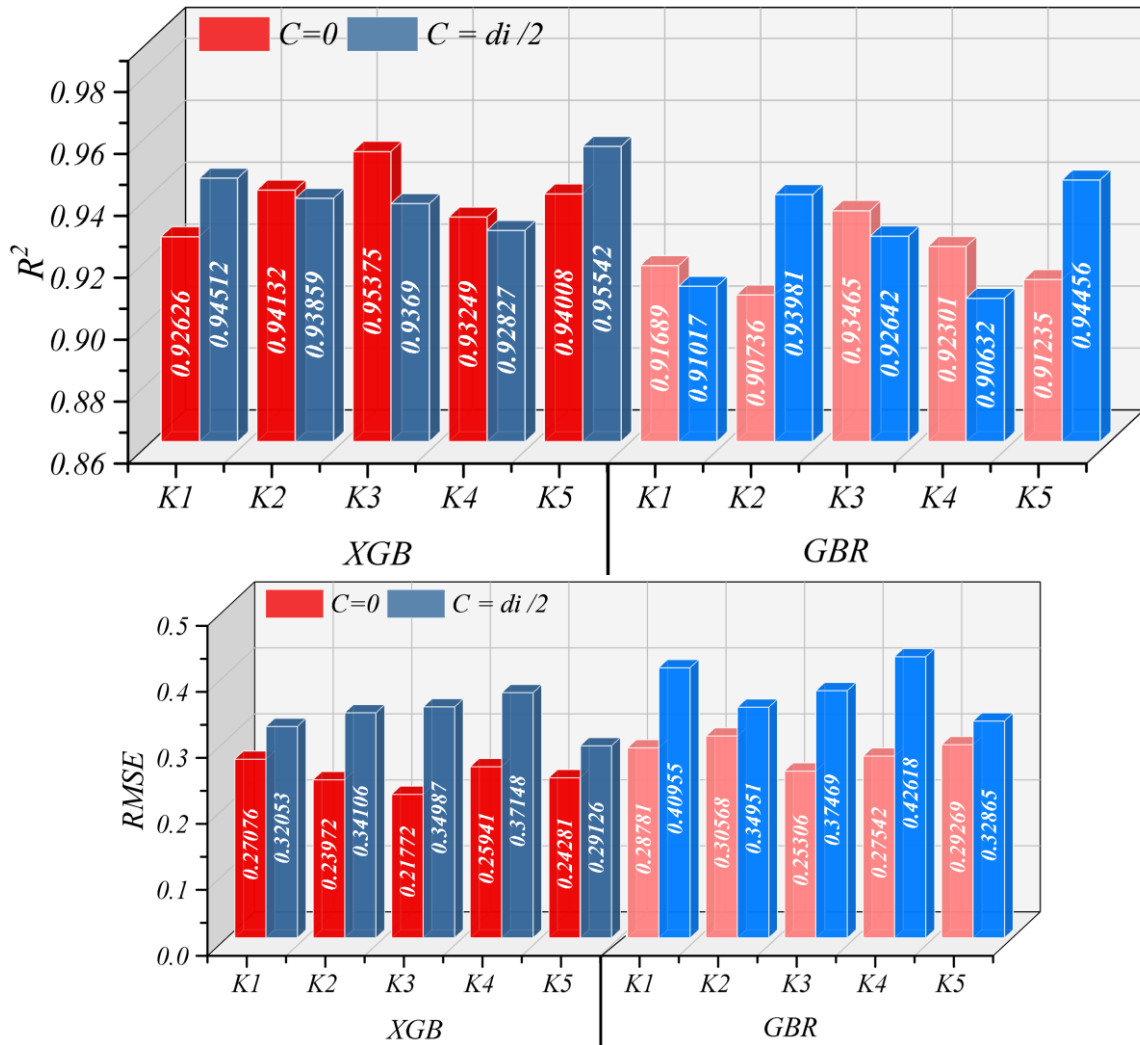 C=0 C = di /2
0.98
0.96
0.94
0.92
0.90
0.88
0.86
R²
0.92626 0.94512 0.94132 0.93859 0.95375 0.9369 0.93249 0.92827 0.94008 0.95542 0.91689 0.91017 0.90736 0.93981 0.93465 0.92642 0.92301 0.90632 0.91235 0.94456
K1 K2 K3 K4 K5 K1 K2 K3 K4 K5
XGB GBR
C=0 C = di /2
0.5
0.4
0.3
0.2
0.1
0.0
RMSE
0.27076 0.32053 0.23972 0.34106 0.21772 0.34987 0.25941 0.37148 0.24281 0.29126 0.28781 0.40955 0.30568 0.34951 0.25306 0.37469 0.27542 0.42618 0.29269 0.32865
K1 K2 K3 K4 K5 K1 K2 K3 K4 K5
XGB GBR